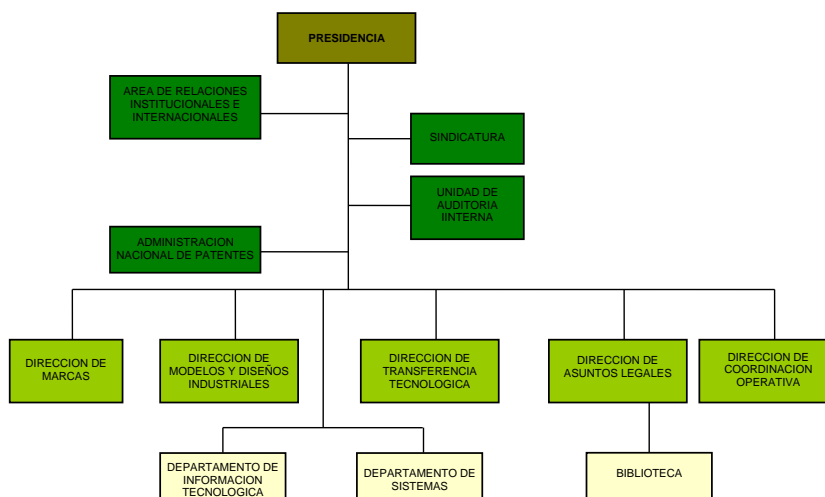 PRESIDENCIA
AREA DE RELACIONES
INSTITUCIONALES E
INTERNACIONALES
SINDICATURA
UNIDAD DE
AUDITORIA
IINTERNA
ADMINISTRACION
NACIONAL DE PATENTES
DIRECCION DE
MARCAS
DIRECCION DE
MODELOS Y DISEÑOS
INDUSTRIALES
DIRECCION DE
TRANSFERENCIA
TECNOLOGICA
DIRECCION DE
ASUNTOS LEGALES
DIRECCION DE
COORDINACION
OPERATIVA
DEPARTAMENTO DE
INFORMACION
TECNOLOGICA
DEPARTAMENTO DE
SISTEMAS
BIBLIOTECA